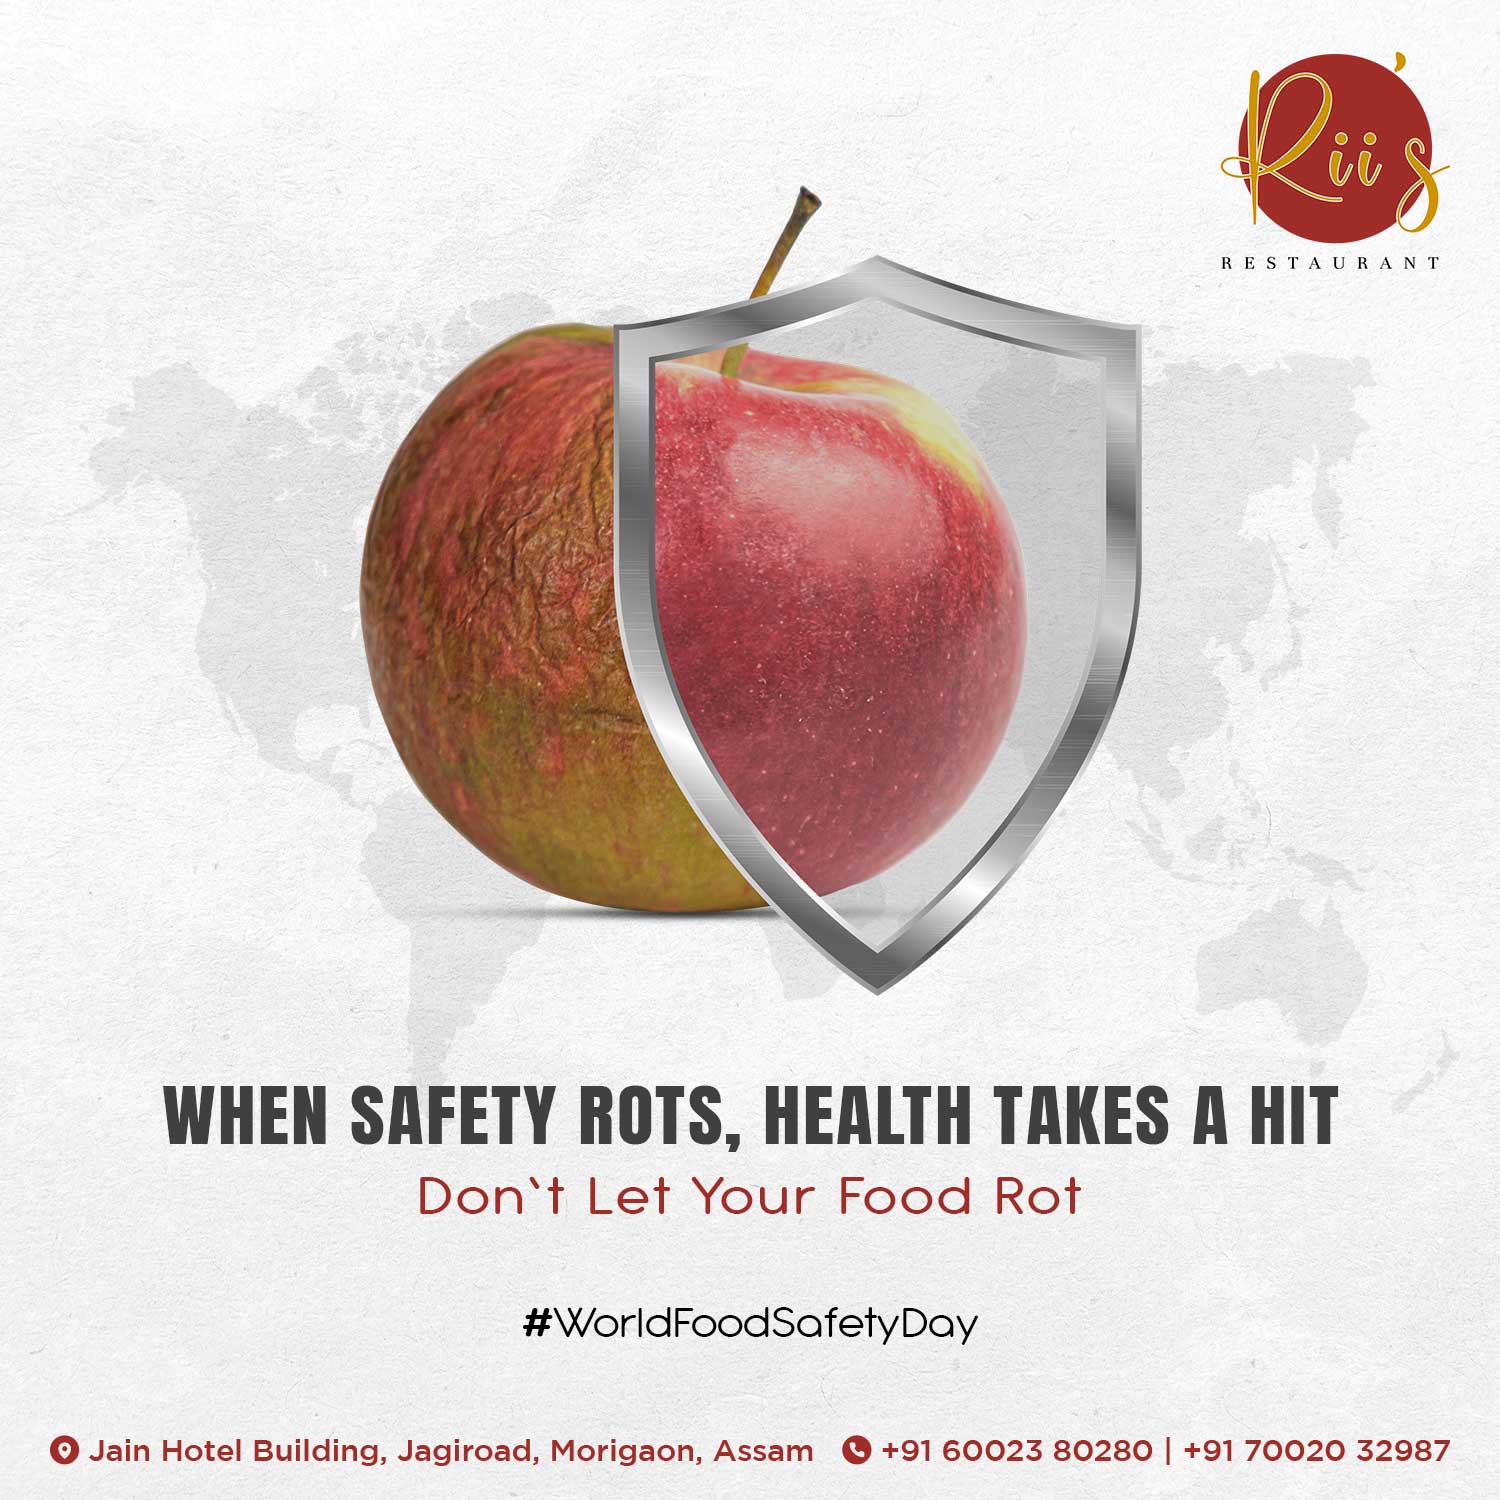 Rii's
RESTAURANT
WHEN SAFETY ROTS, HEALTH TAKES A HIT
Don`t Let Your Food Rot
#WorldFoodSafetyDay
Jain Hotel Building, Jagiroad, Morigaon, Assam +91 60023 80280 | +91 70020 32987